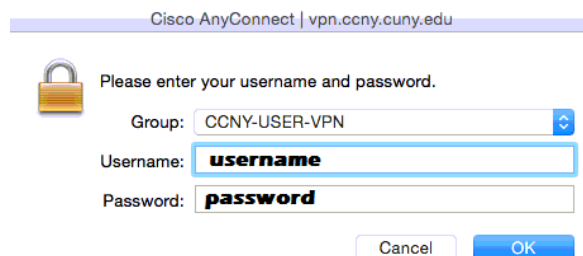 Cisco AnyConnect | vpn.ccny.cuny.edu
Please enter your username and password.
Group: CCNY-USER-VPN
Username: username
Password: password
Cancel OK